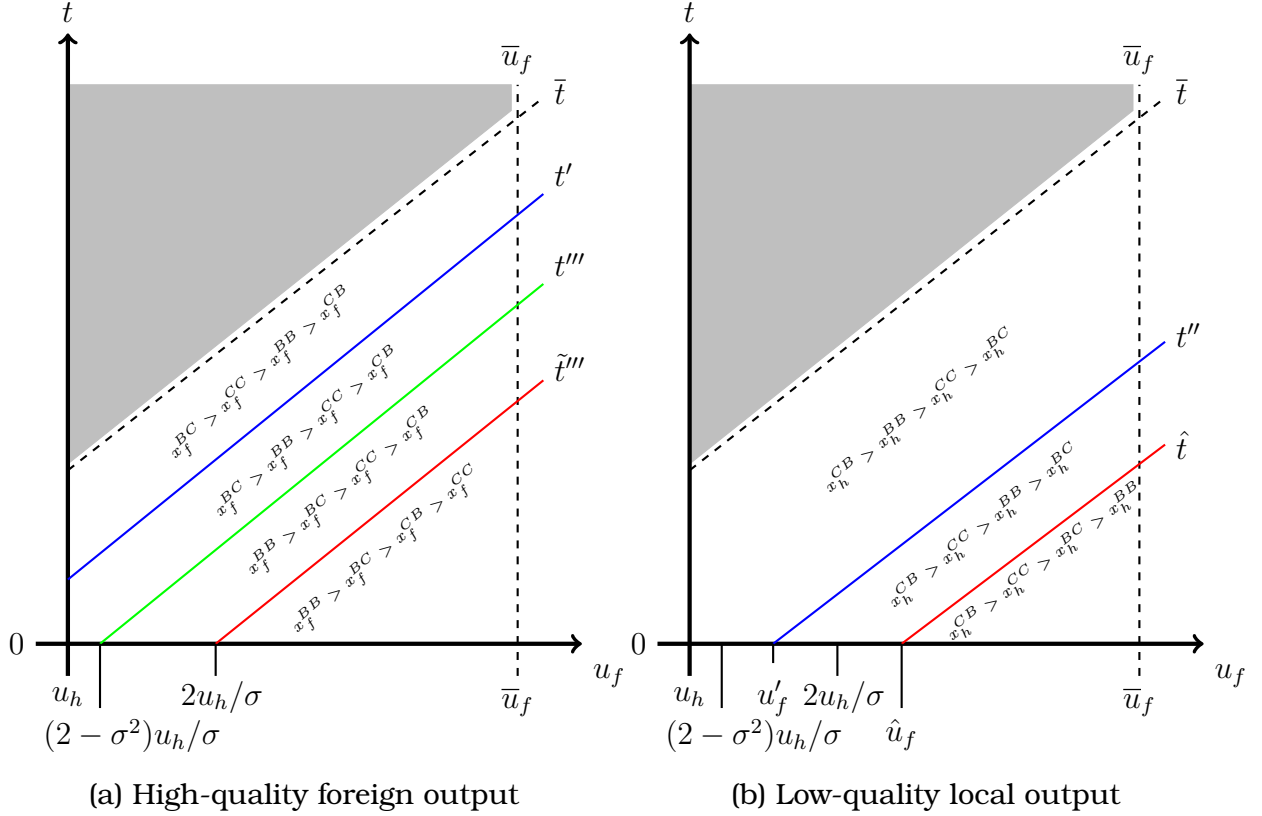 t
u̅_f
t̅
t′
t‴
t̃‴
x_f^{BC} > x_f^{CC} > x_f^{BB} > x_f^{CB}
x_f^{BC} > x_f^{BB} > x_f^{CC} > x_f^{CB}
x_f^{BB} > x_f^{BC} > x_f^{CC} > x_f^{CB}
x_f^{BB} > x_f^{BC} > x_f^{CB} > x_f^{CC}
0
u_f
u_h
2u_h/σ
u̅_f
(2 − σ²)u_h/σ
(a) High-quality foreign output
t
u̅_f
t̅
t″
t̂
x_h^{CB} > x_h^{BB} > x_h^{CC} > x_h^{BC}
x_h^{CB} > x_h^{CC} > x_h^{BB} > x_h^{BC}
x_h^{CB} > x_h^{CC} > x_h^{BC} > x_h^{BB}
0
u_f
u_h
u′_f
2u_h/σ
u̅_f
(2 − σ²)u_h/σ
û_f
(b) Low-quality local output